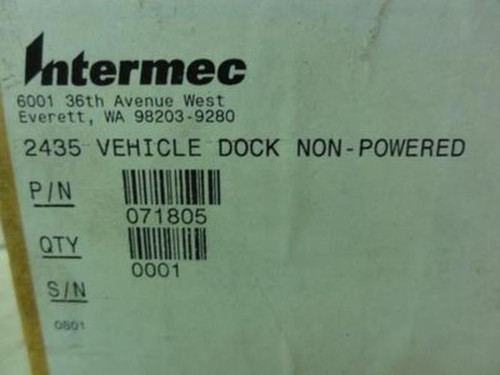 Intermec
6001 36th Avenue West
Everett, WA 98203-9280
2435 VEHICLE DOCK NON-POWERED
P/N
071805
QTY
0001
S/N
0801